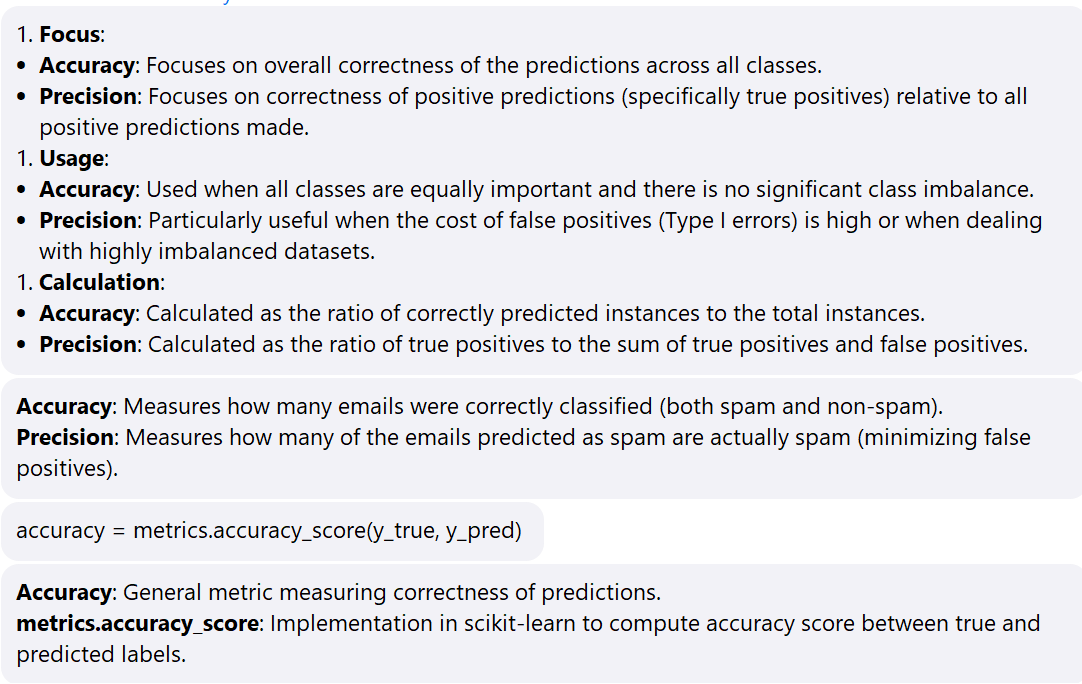 1. Focus:
• Accuracy: Focuses on overall correctness of the predictions across all classes.
• Precision: Focuses on correctness of positive predictions (specifically true positives) relative to all
positive predictions made.
1. Usage:
• Accuracy: Used when all classes are equally important and there is no significant class imbalance.
• Precision: Particularly useful when the cost of false positives (Type I errors) is high or when dealing
with highly imbalanced datasets.
1. Calculation:
• Accuracy: Calculated as the ratio of correctly predicted instances to the total instances.
• Precision: Calculated as the ratio of true positives to the sum of true positives and false positives.
Accuracy: Measures how many emails were correctly classified (both spam and non-spam).
Precision: Measures how many of the emails predicted as spam are actually spam (minimizing false
positives).
accuracy = metrics.accuracy_score(y_true, y_pred)
Accuracy: General metric measuring correctness of predictions.
metrics.accuracy_score: Implementation in scikit-learn to compute accuracy score between true and
predicted labels.